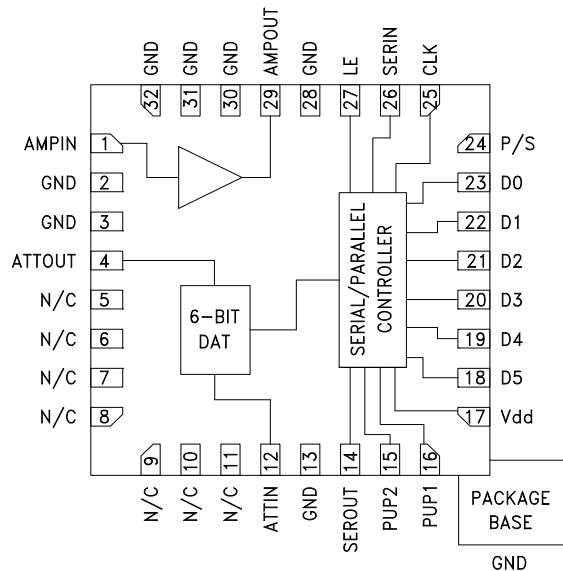 GND
GND
GND
AMPOUT
GND
LE
SERIN
CLK
32
31
30
29
28
27
26
25
AMPIN 1
GND 2
GND 3
ATTOUT 4
N/C 5
N/C 6
N/C 7
N/C 8
24 P/S
23 D0
22 D1
21 D2
20 D3
19 D4
18 D5
17 Vdd
6-BIT
DAT
SERIAL/PARALLEL
CONTROLLER
9
10
11
12
13
14
15
16
N/C
N/C
N/C
ATTIN
GND
SEROUT
PUP2
PUP1
PACKAGE
BASE
GND